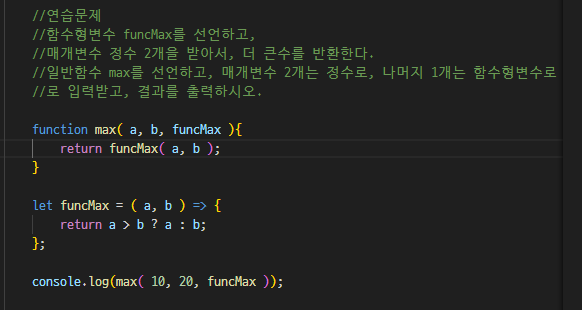 //연습문제
//함수형변수 funcMax를 선언하고,
//매개변수 정수 2개을 받아서, 더 큰수를 반환한다.
//일반함수 max를 선언하고, 매개변수 2개는 정수로, 나머지 1개는 함수형변수로
//로 입력받고, 결과를 출력하시오.
function max( a, b, funcMax ){
return funcMax( a, b );
}
let funcMax = ( a, b ) => {
return a > b ? a : b;
};
console.log(max( 10, 20, funcMax ));